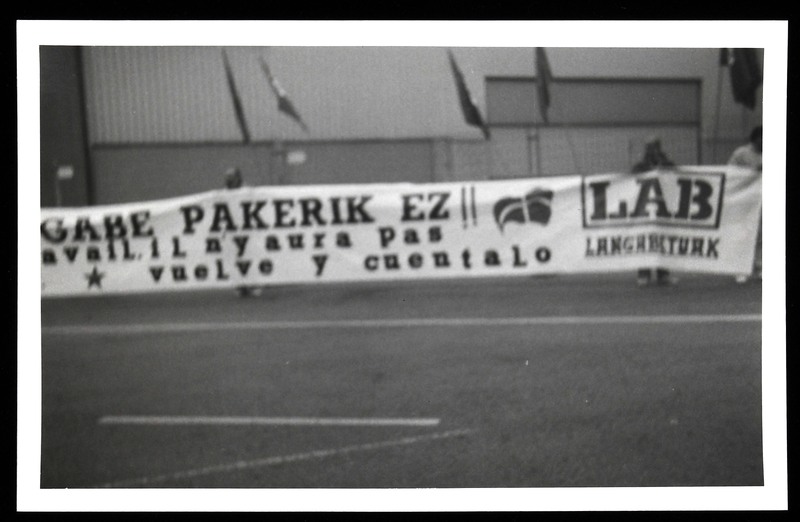 GABE PAKERIK EZ!!
avail, il n'y aura pas
vuelve y cuentalo
LAB
LANGABETUAK